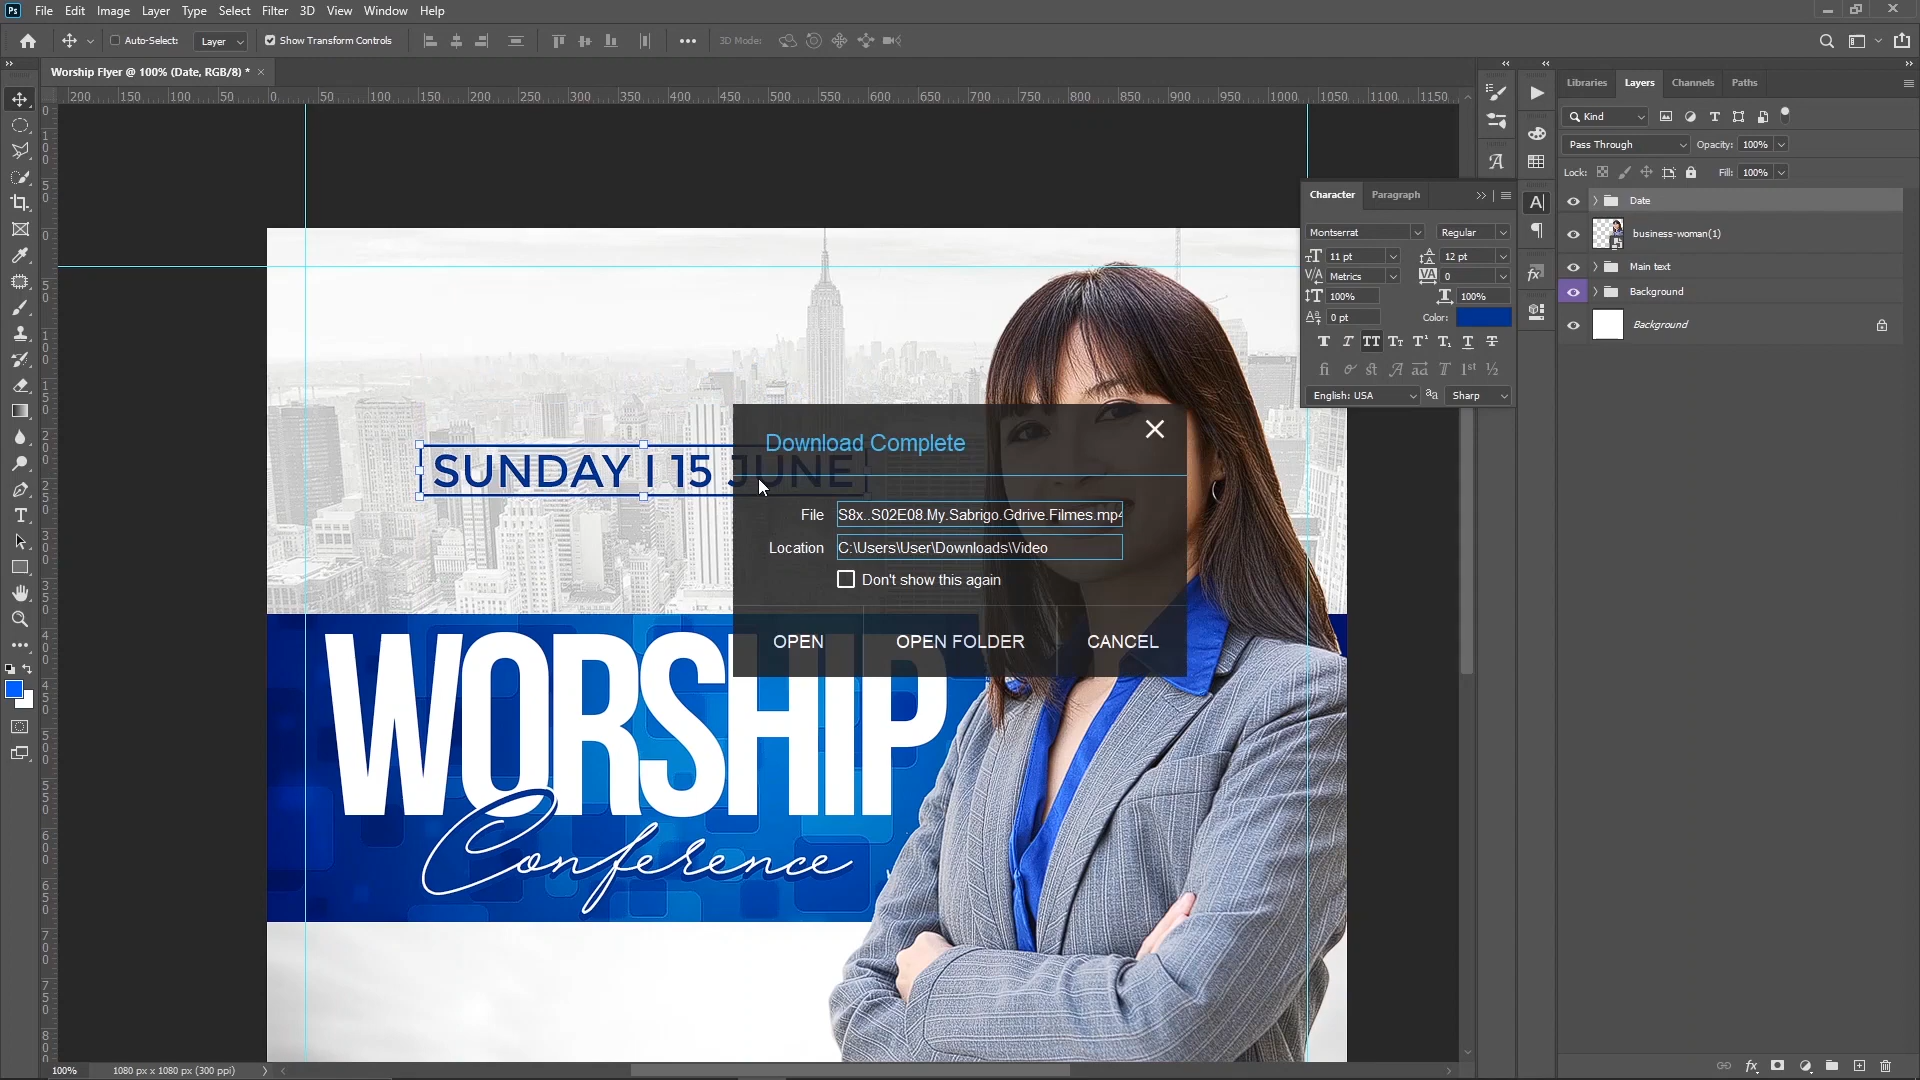 Ps File Edit Image Layer Type Select Filter 3D View Window Help
Auto-Select: Layer Show Transform Controls 3D Mode:
Worship Flyer @ 100% (Date, RGB/8) * ×
200 150 100 50 0 50 100 150 200 250 300 350 400 450 500 550 600 650 700 750 800 850 900 950 1000 1050 1100 1150
Libraries Layers Channels Paths
Kind
Pass Through Opacity: 100%
Lock: Fill: 100%
Date
business-woman(1)
Main text
Background
Background
Character Paragraph
Montserrat Regular
11 pt 12 pt
Metrics 0
100% 100%
0 pt Color:
English: USA aa Sharp
SUNDAY I 15 JUNE
Download Complete
File S8x..S02E08.My.Sabrigo.Gdrive.Filmes.mp4
Location C:\Users\User\Downloads\Video
Don't show this again
OPEN OPEN FOLDER CANCEL
WORSHIP
Conference
100% 1080 px x 1080 px (300 ppi)